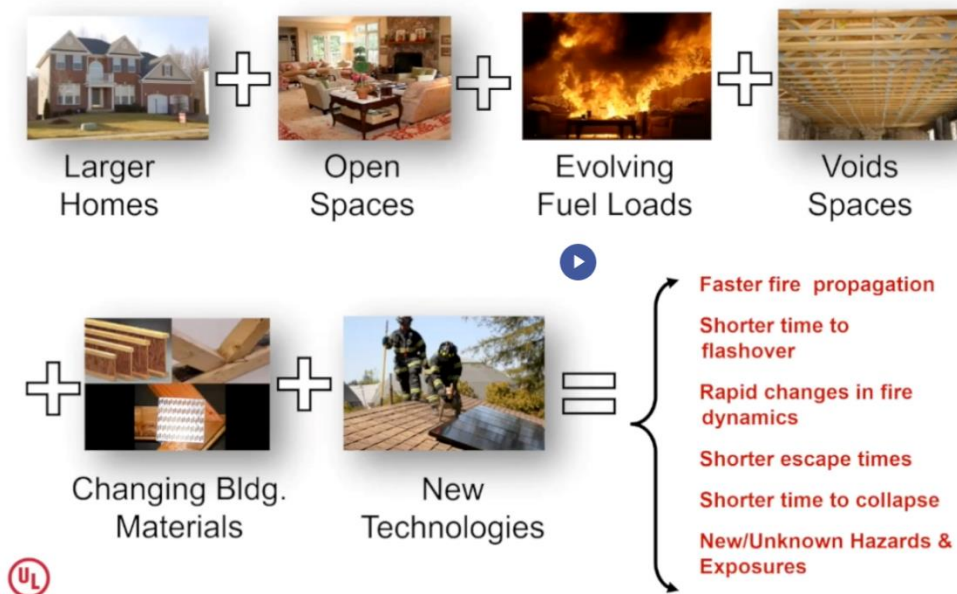 Larger
Homes
Open
Spaces
Evolving
Fuel Loads
Voids
Spaces
Changing Bldg.
Materials
New
Technologies
Faster fire propagation
Shorter time to
flashover
Rapid changes in fire
dynamics
Shorter escape times
Shorter time to collapse
New/Unknown Hazards &
Exposures
UL